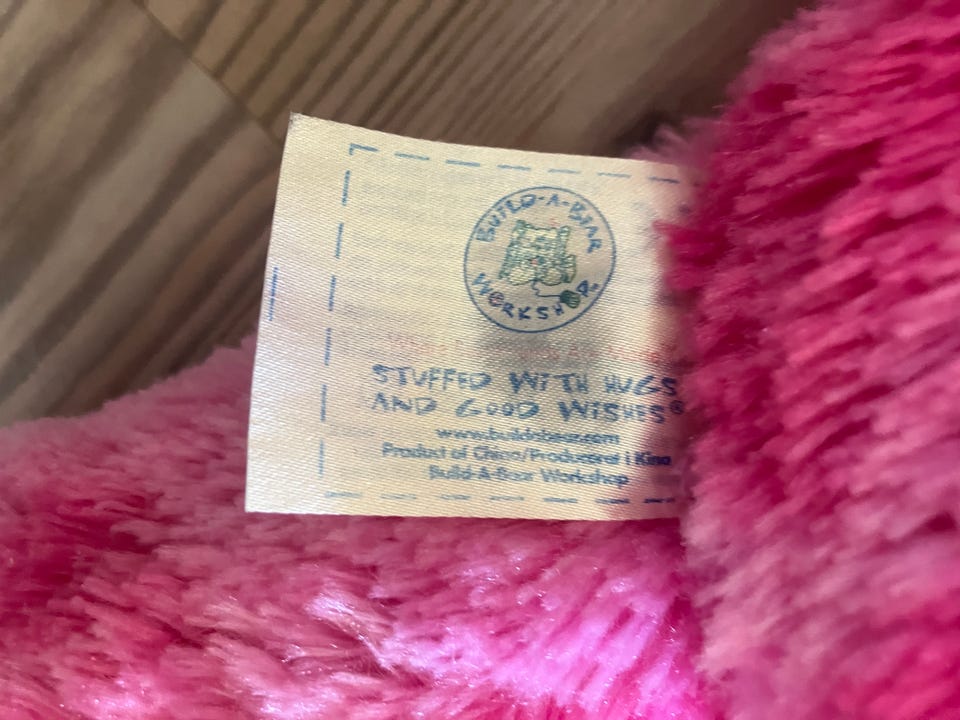 BUILD-A-BEAR
WORKSHOP
STUFFED WITH HUGS
AND GOOD WISHES®
www.buildabear.com
Product of China/Produceret i Kina
Build-A-Bear Workshop